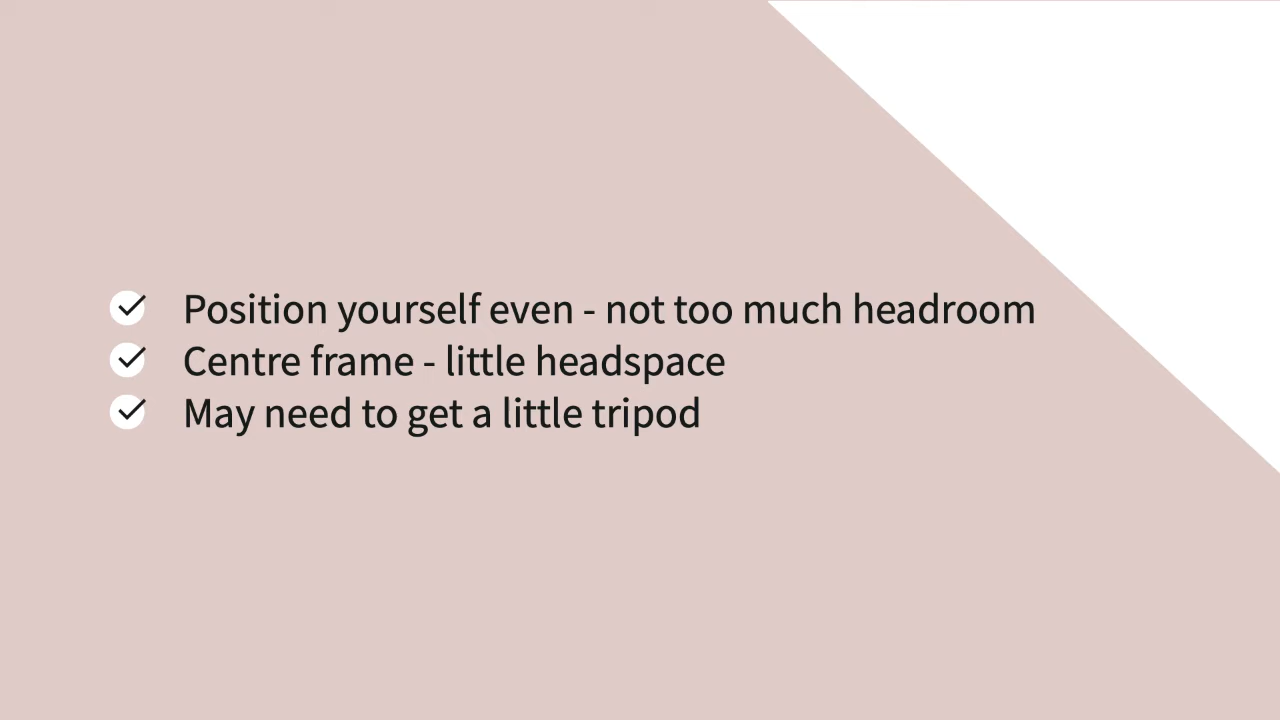 Position yourself even - not too much headroom
Centre frame - little headspace
May need to get a little tripod